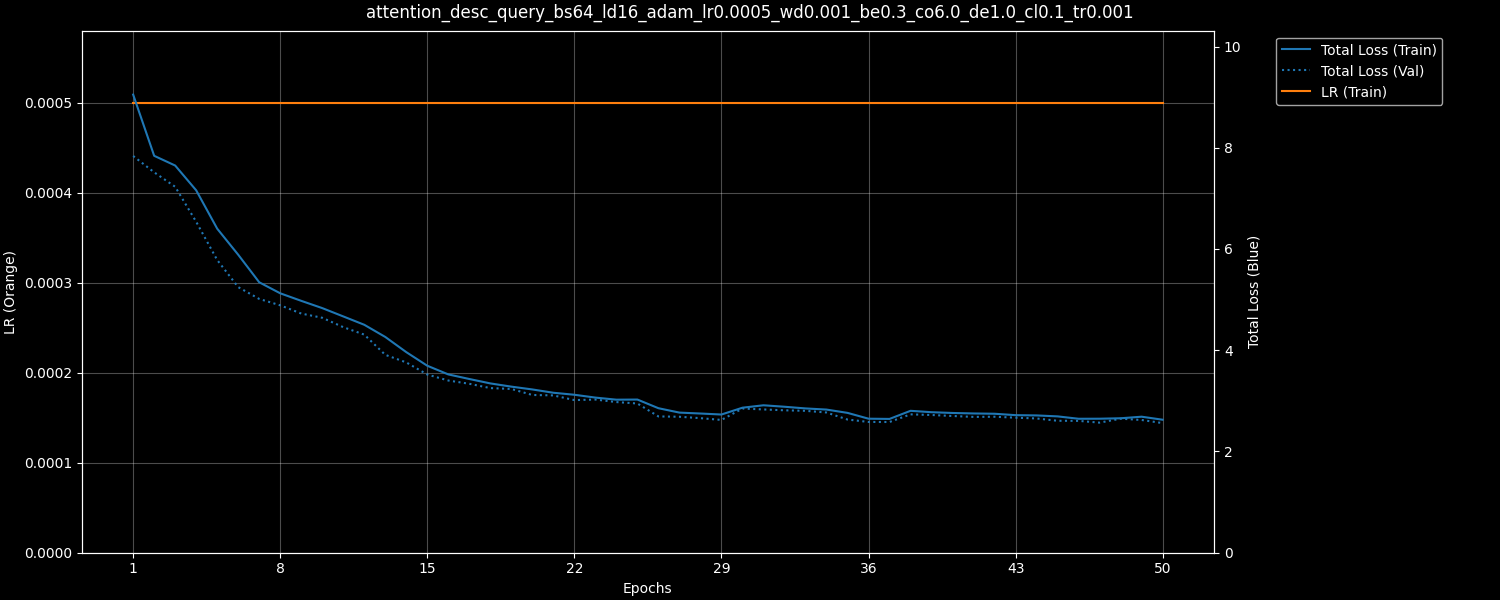 attention_desc_query_bs64_ld16_adam_lr0.0005_wd0.001_be0.3_co6.0_de1.0_cl0.1_tr0.001
Total Loss (Train)
Total Loss (Val)
LR (Train)
LR (Orange)
0.0005
0.0004
0.0003
0.0002
0.0001
0.0000
10
8
6
4
2
0
Total Loss (Blue)
1 8 15 22 29 36 43 50
Epochs